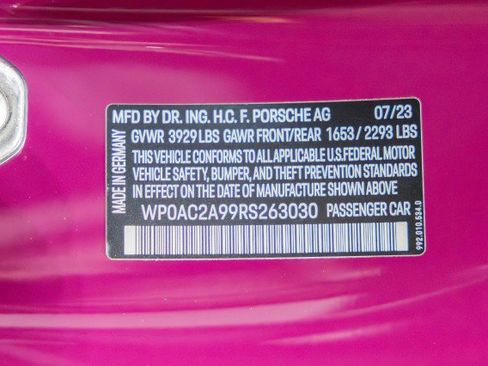 MFD BY DR. ING. H.C. F. PORSCHE AG 07/23
GVWR 3929 LBS GAWR FRONT/REAR 1653 / 2293 LBS
THIS VEHICLE CONFORMS TO ALL APPLICABLE U.S. FEDERAL MOTOR
VEHICLE SAFETY, BUMPER, AND THEFT PREVENTION STANDARDS
IN EFFECT ON THE DATE OF MANUFACTURE SHOWN ABOVE
WP0AC2A99RS263030 PASSENGER CAR
MADE IN GERMANY
992.010.534.0